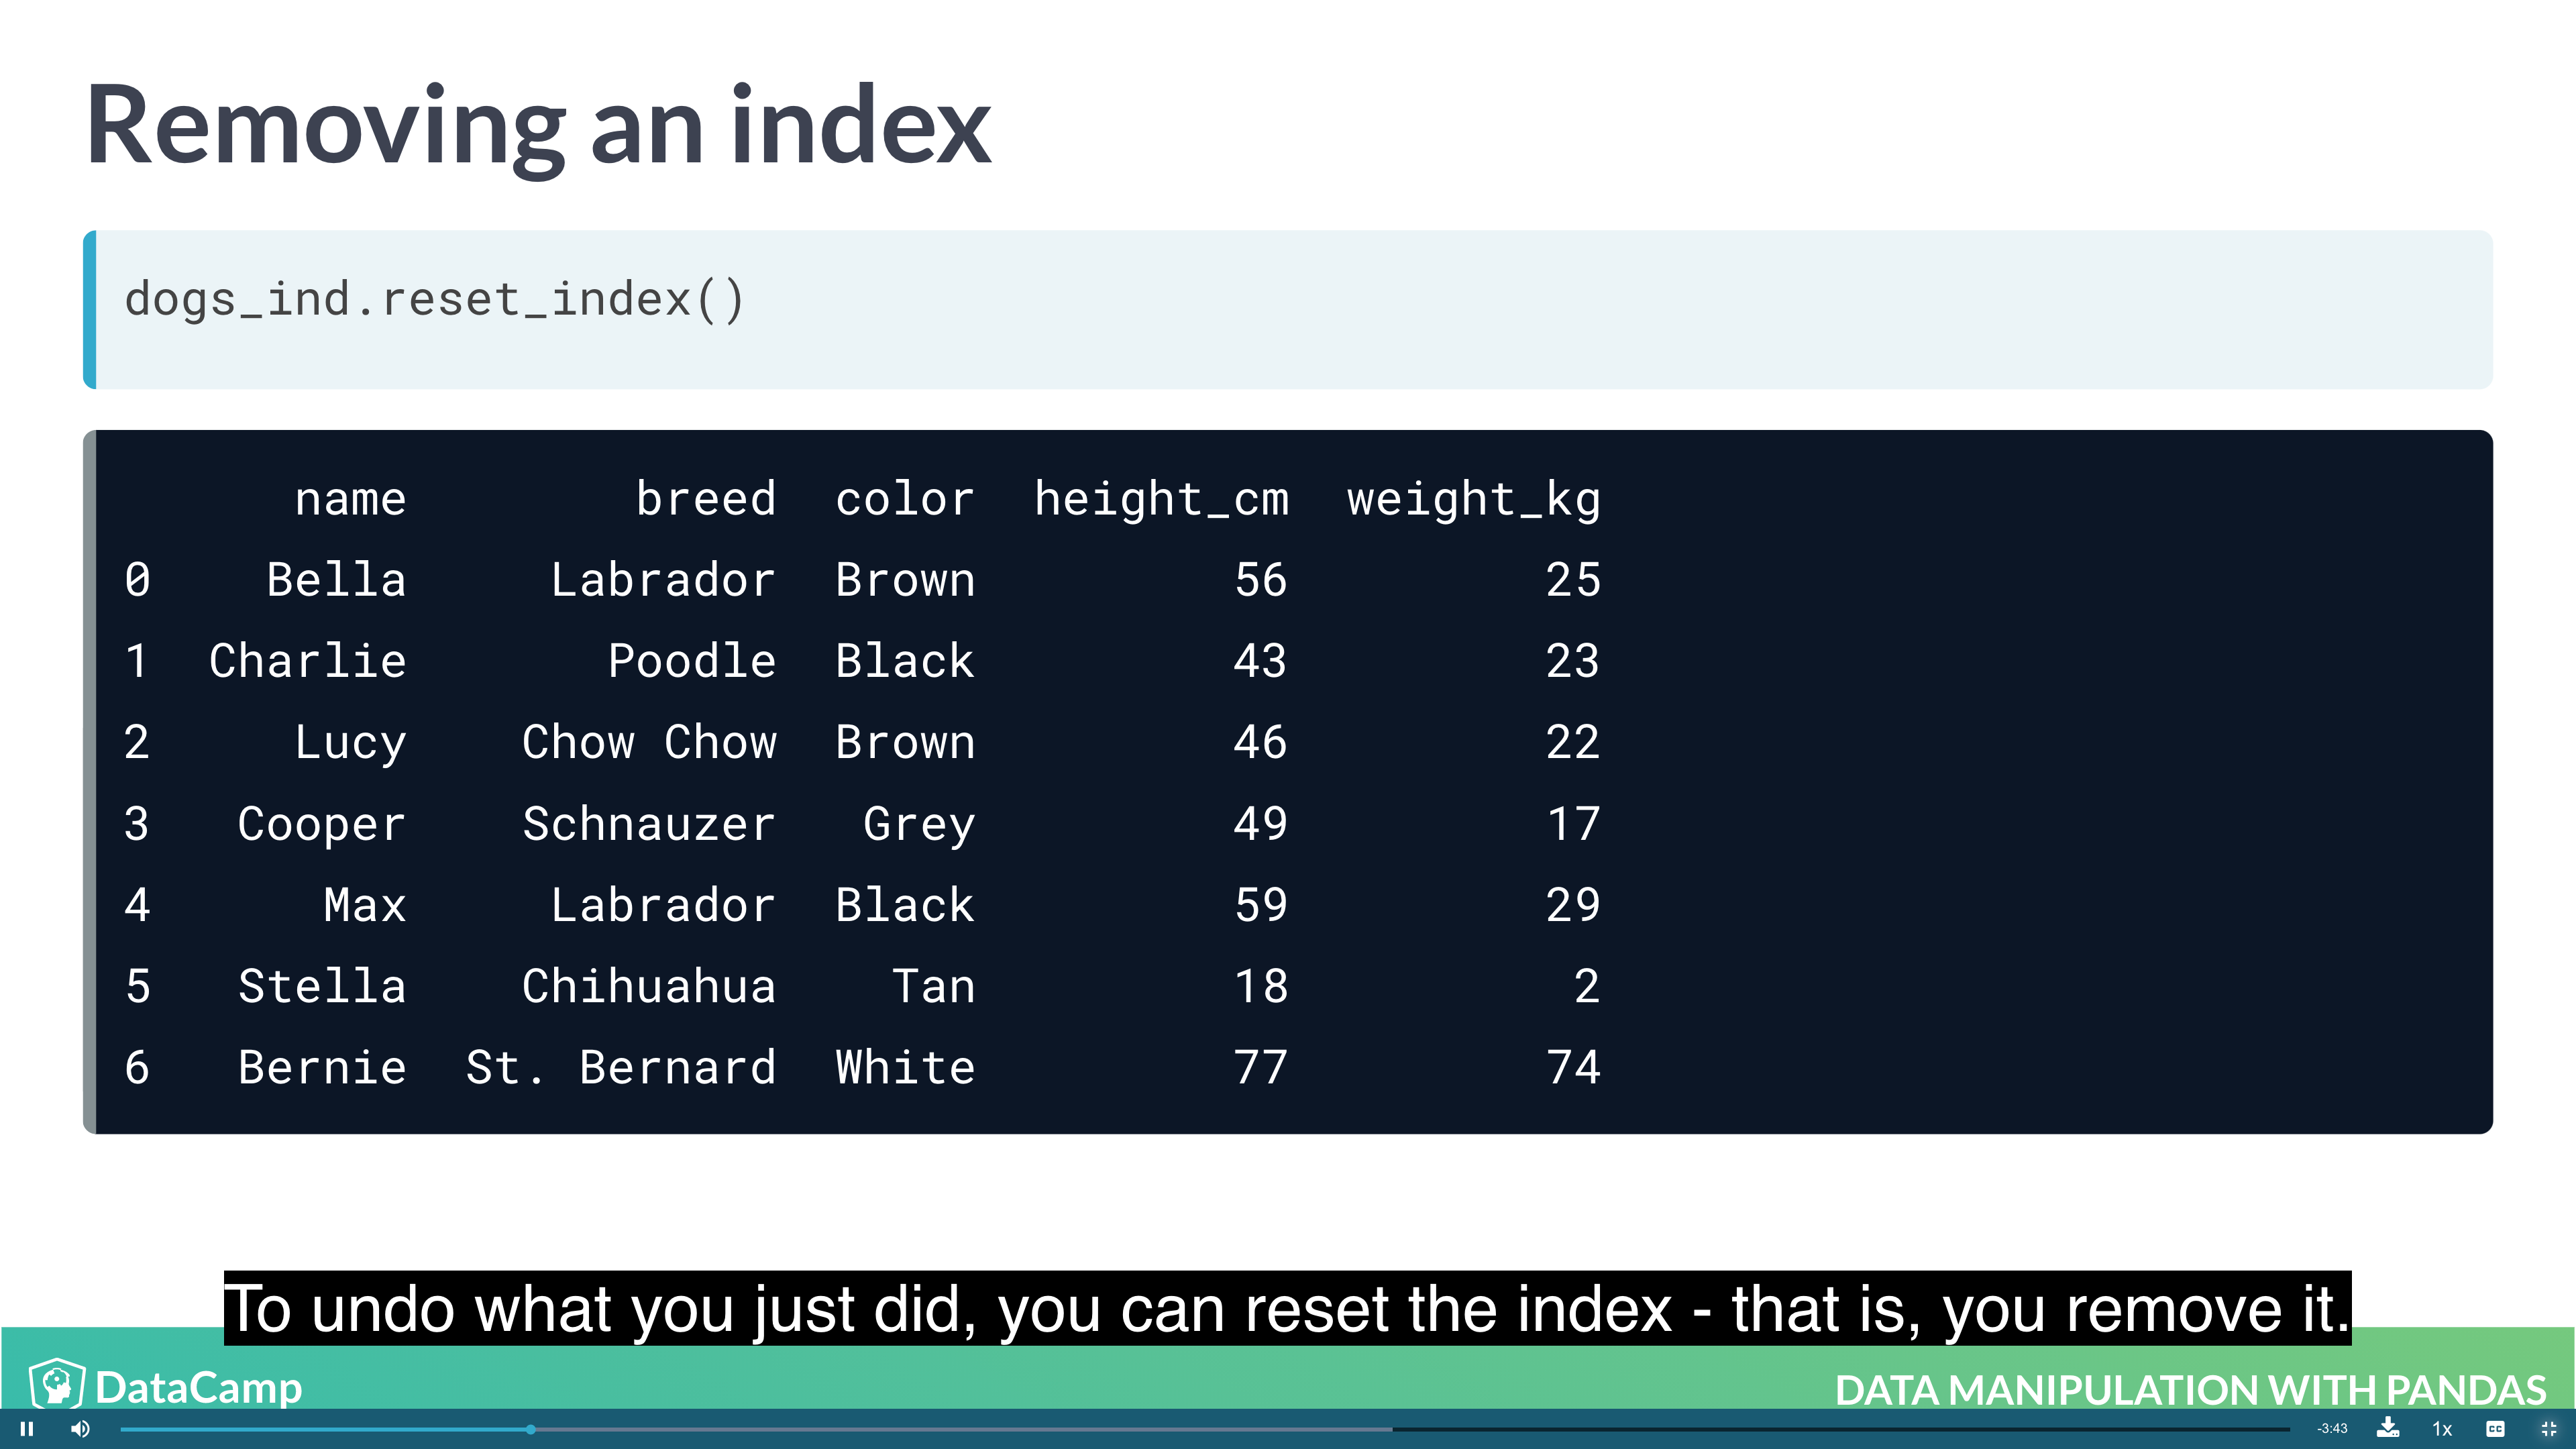 Removing an index
dogs_ind.reset_index()
name breed color height_cm weight_kg
0 Bella Labrador Brown 56 25
1 Charlie Poodle Black 43 23
2 Lucy Chow Chow Brown 46 22
3 Cooper Schnauzer Grey 49 17
4 Max Labrador Black 59 29
5 Stella Chihuahua Tan 18 2
6 Bernie St. Bernard White 77 74
To undo what you just did, you can reset the index - that is, you remove it.
DataCamp DATA MANIPULATION WITH PANDAS
-3:43 1x CC